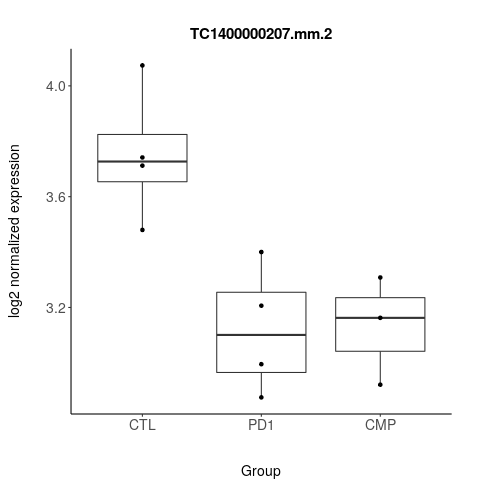 TC1400000207.mm.2
log2 normalized expression
4.0
3.6
3.2
CTL
PD1
CMP
Group